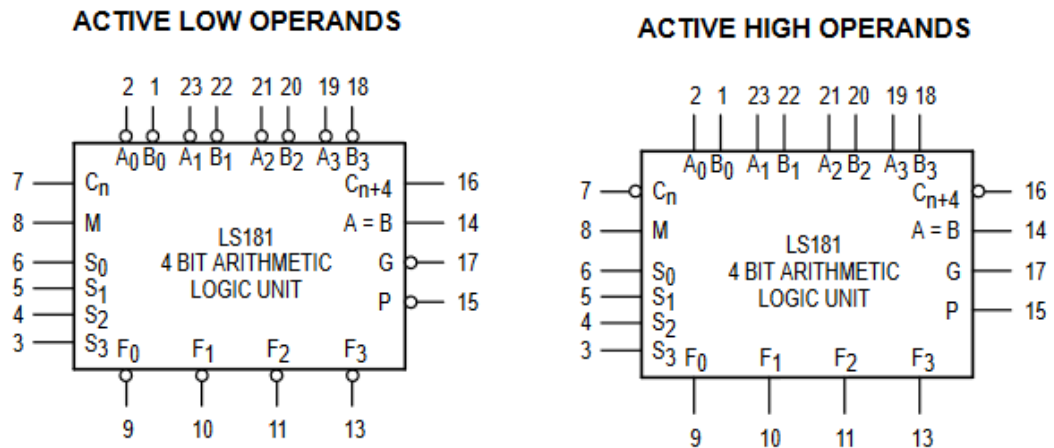 ACTIVE LOW OPERANDS
2 1 23 22 21 20 19 18
A0 B0 A1 B1 A2 B2 A3 B3
7 Cn Cn+4 16
8 M A = B 14
LS181
6 S0 4 BIT ARITHMETIC G 17
5 S1 LOGIC UNIT
4 S2 P 15
3 S3 F0 F1 F2 F3
9 10 11 13
ACTIVE HIGH OPERANDS
2 1 23 22 21 20 19 18
A0 B0 A1 B1 A2 B2 A3 B3
7 Cn Cn+4 16
8 M A = B 14
LS181
6 S0 4 BIT ARITHMETIC G 17
5 S1 LOGIC UNIT
4 S2 P 15
3 S3 F0 F1 F2 F3
9 10 11 13